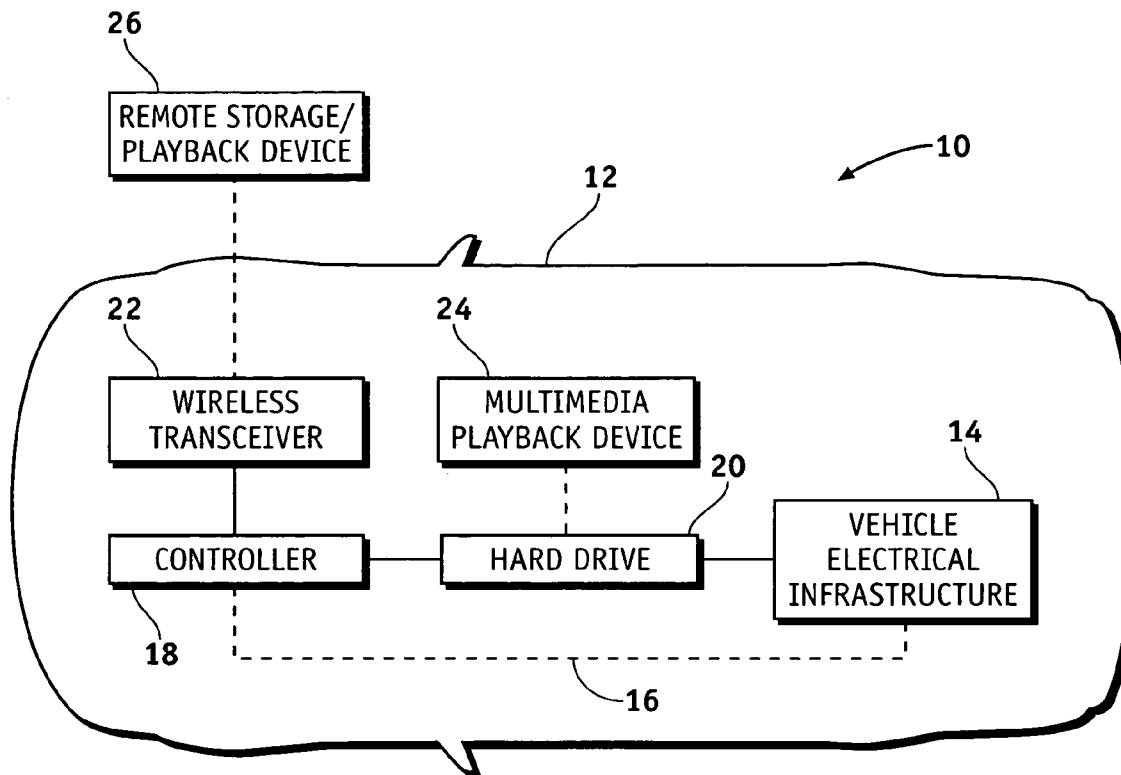 26
REMOTE STORAGE/
PLAYBACK DEVICE
10
12
22
WIRELESS
TRANSCEIVER
24
MULTIMEDIA
PLAYBACK DEVICE
20
14
VEHICLE
ELECTRICAL
INFRASTRUCTURE
CONTROLLER
HARD DRIVE
18
16